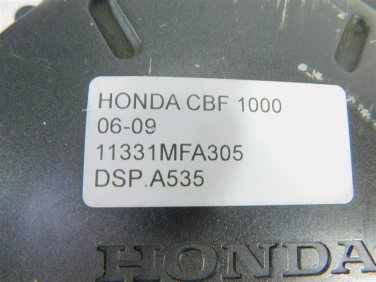 HONDA CBF 1000
06-09
11331MFA305
DSP.A535
HONDA